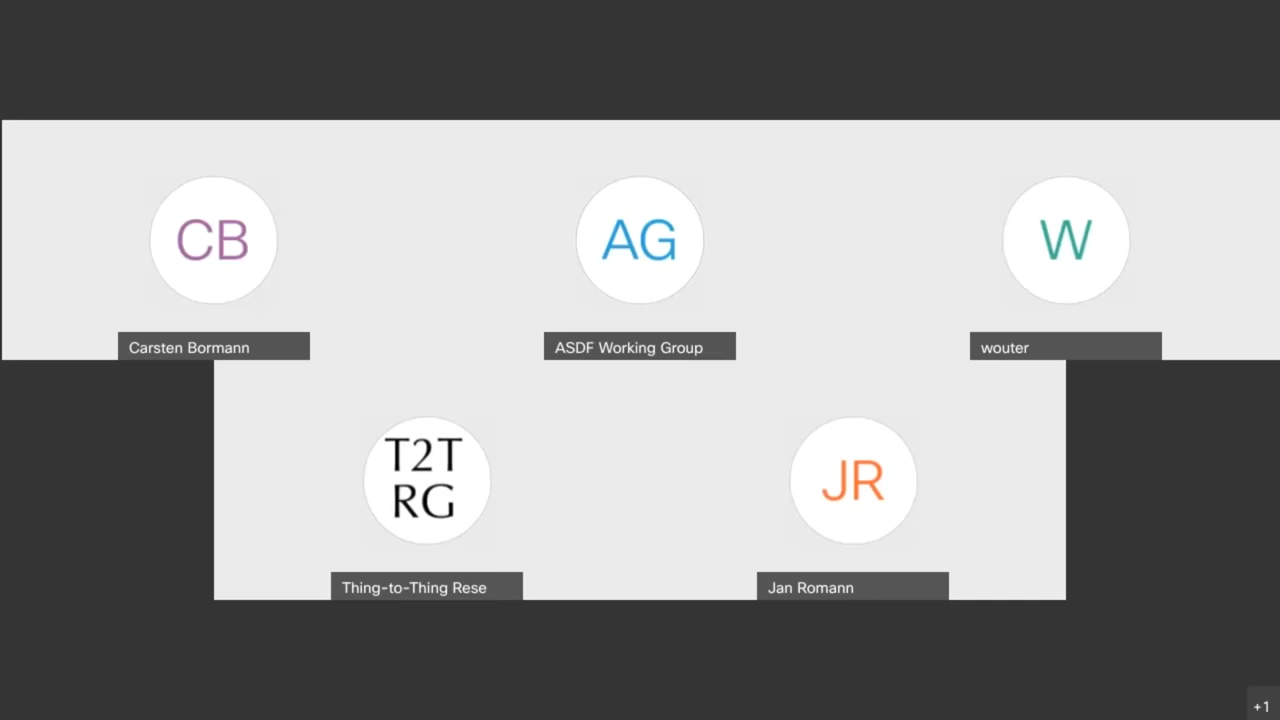 CB
AG
W
Carsten Bormann
ASDF Working Group
wouter
T2T
RG
JR
Thing-to-Thing Rese
Jan Romann
+1